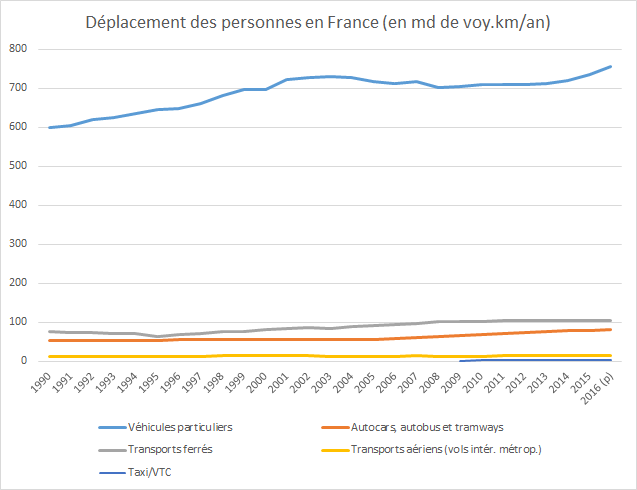 Déplacement des personnes en France (en md de voy.km/an)
800
700
600
500
400
300
200
100
0
1990 1991 1992 1993 1994 1995 1996 1997 1998 1999 2000 2001 2002 2003 2004 2005 2006 2007 2008 2009 2010 2011 2012 2013 2014 2015 2016 (p)
Véhicules particuliers Autocars, autobus et tramways
Transports ferrés Transports aériens (vols intér. métrop.)
Taxi/VTC